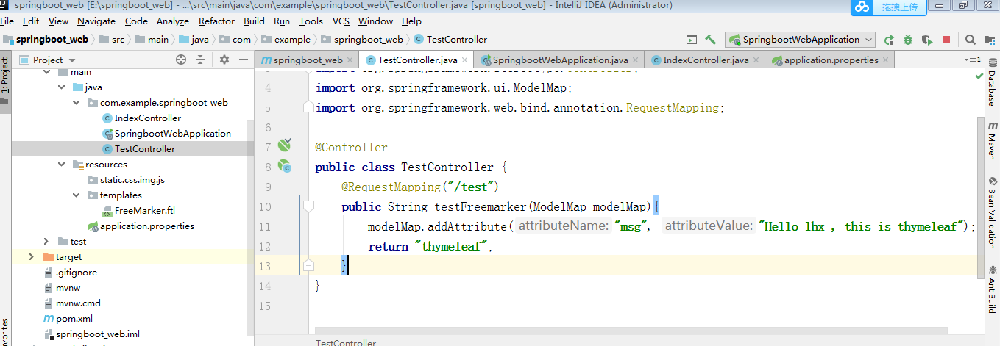 springboot_web [E:\springboot_web] - ...\src\main\java\com\example\springboot_web\TestController.java [springboot_web] - IntelliJ IDEA (Administrator)
拖拽上传
File Edit View Navigate Code Analyze Refactor Build Run Tools VCS Window Help
springboot_web src main java com example springboot_web TestController
SpringbootWebApplication
1: Project
Project
springboot_web
TestController.java
SpringbootWebApplication.java
IndexController.java
application.properties
1
main
java
com.example.springboot_web
IndexController
SpringbootWebApplication
TestController
resources
static.css.img.js
templates
FreeMarker.ftl
application.properties
test
target
.gitignore
mvnw
mvnw.cmd
pom.xml
springboot_web.iml
4 import org.springframework.ui.ModelMap;
5 import org.springframework.web.bind.annotation.RequestMapping;
6
7 @Controller
8 public class TestController {
9 @RequestMapping("/test")
10 public String testFreemarker(ModelMap modelMap){
11 modelMap.addAttribute( attributeName: "msg", attributeValue: "Hello lhx , this is thymeleaf");
12 return "thymeleaf";
13 }
14 }
15
TestController
Database
Maven
Bean Validation
Ant Build